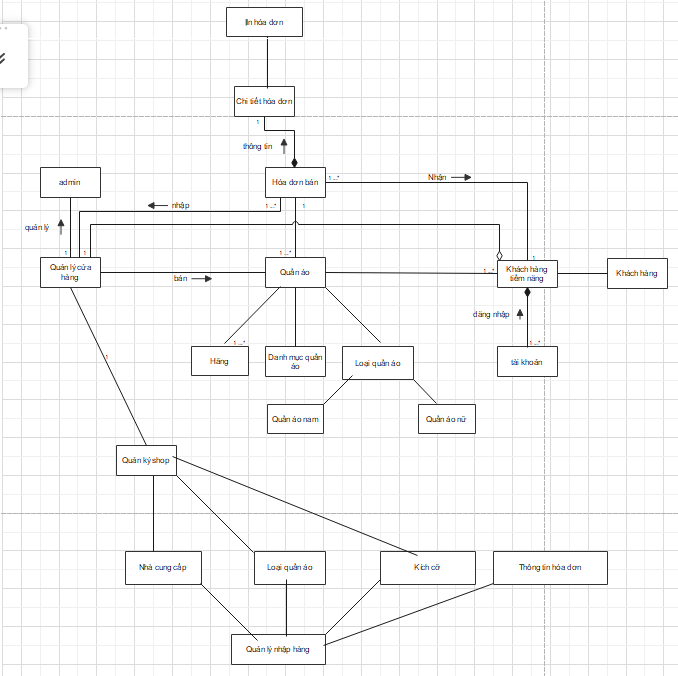 In hóa đơn
Chi tiết hóa đơn
1
thông tin
admin
Hóa đơn bán
1 ...*
Nhận
nhập
1 ...*
1
quản lý
1
1
1 ...*
1
Quản lý cửa
hàng
bán
Quần áo
1 ...*
Khách hàng
tiềm năng
Khách hàng
đăng nhập
1 ...*
1 ...*
Hãng
Danh mục quần
áo
Loại quần áo
tài khoản
1
Quần áo nam
Quần áo nữ
Quản ký shop
Nhà cung cấp
Loại quần áo
Kích cỡ
Thông tin hóa đơn
Quản lý nhập hàng